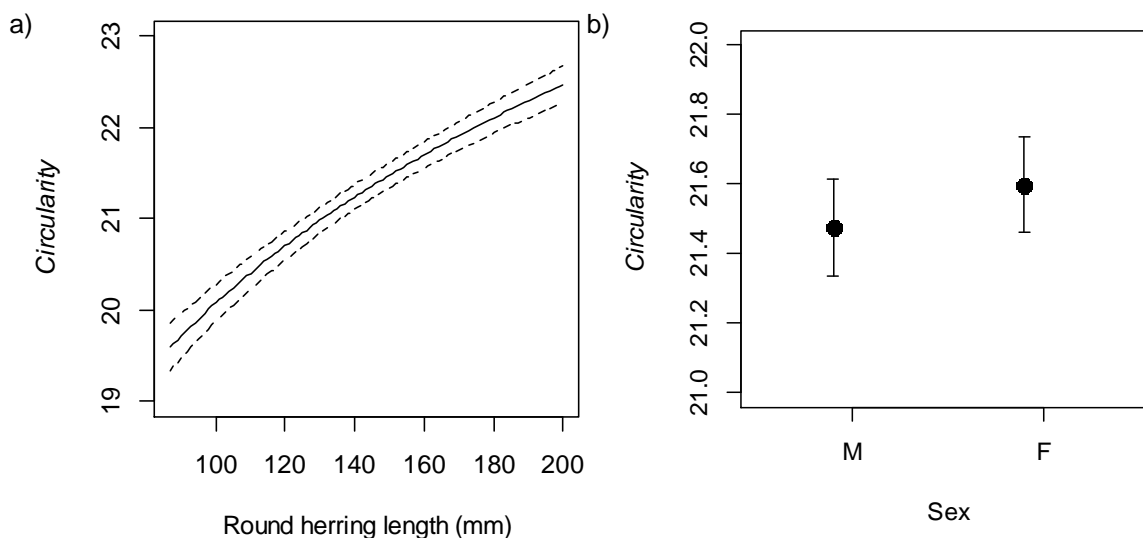 a)
23
22
21
20
19
Circularity
100 120 140 160 180 200
Round herring length (mm)
b)
22.0
21.8
21.6
21.4
21.2
21.0
Circularity
M F
Sex